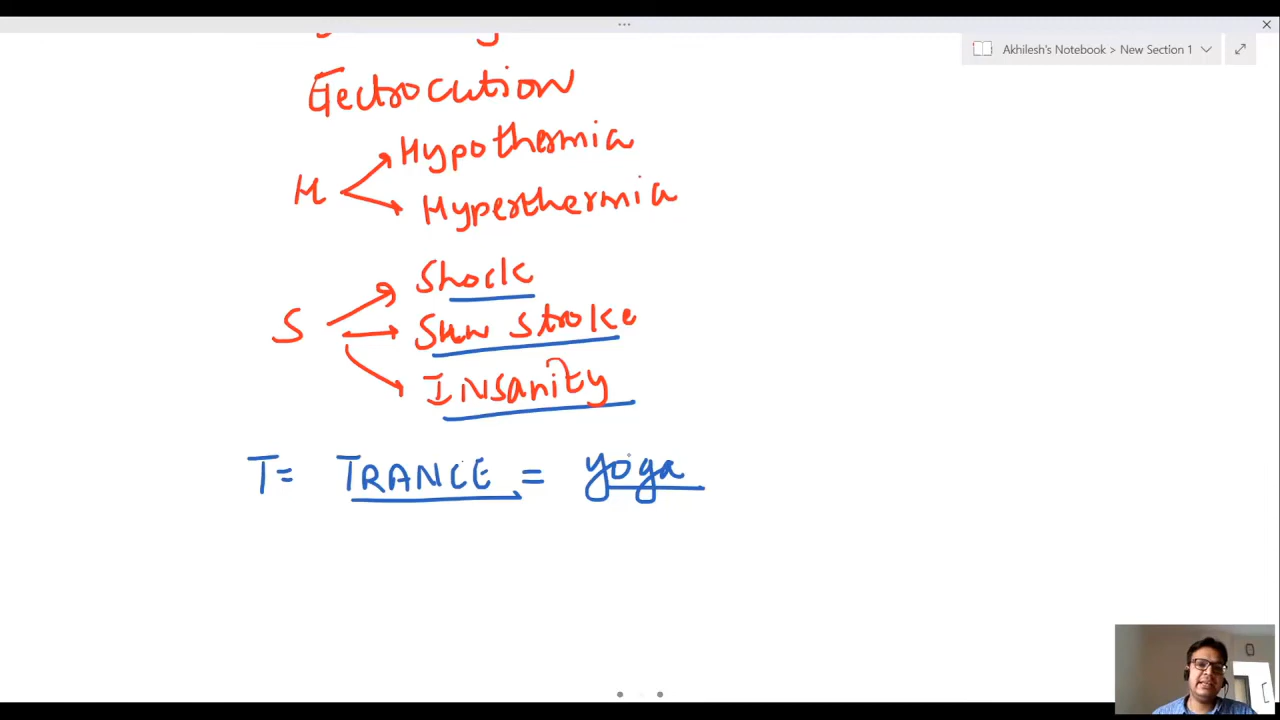 Akhilesh's Notebook > New Section 1
Electrocution
H Hypothermia
Hyperthermia
S Shock
Sun Stroke
INsanity
T= TRANCE = yoga